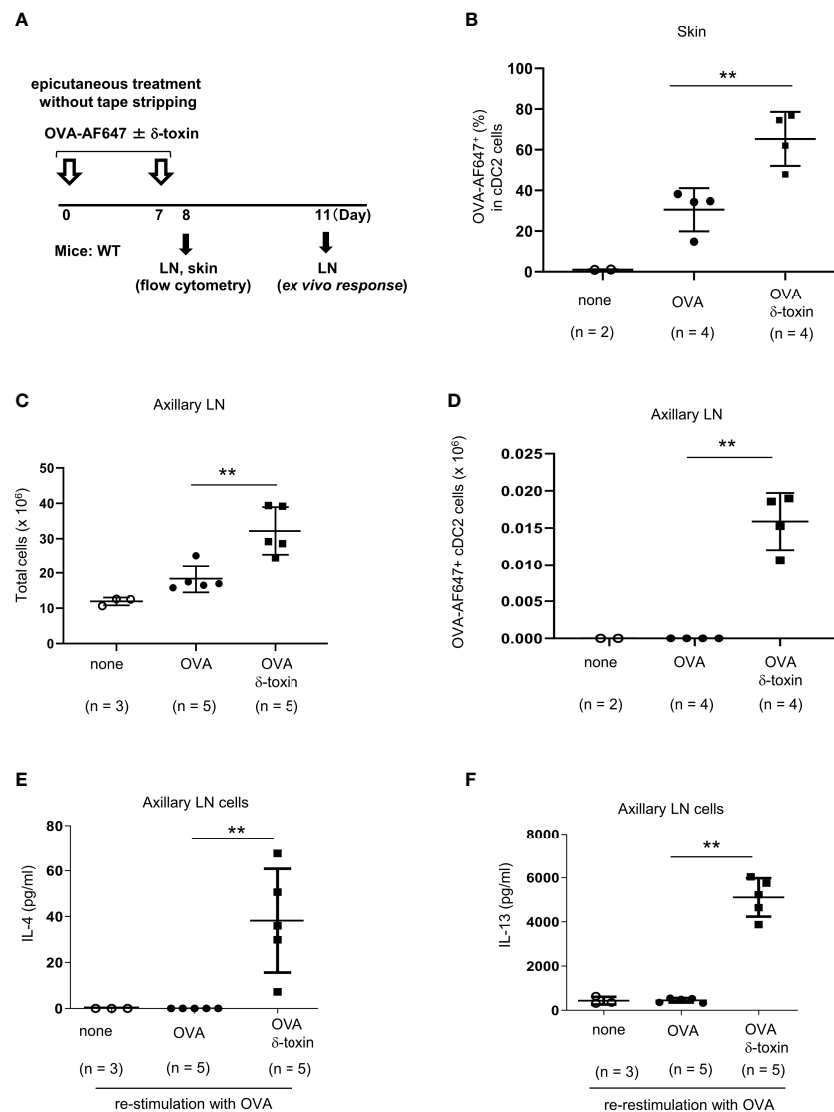 A
epicutaneous treatment
without tape stripping
OVA-AF647 ± δ-toxin
0 7 8 11(Day)
Mice: WT
LN, skin
(flow cytometry)
LN
(ex vivo response)
B
Skin
OVA-AF647+ (%)
in cDC2 cells
100
80
60
40
20
0
**
none
(n = 2)
OVA
(n = 4)
OVA
δ-toxin
(n = 4)
C
Axillary LN
Total cells (x 10⁶)
50
40
30
20
10
0
**
none
(n = 3)
OVA
(n = 5)
OVA
δ-toxin
(n = 5)
D
Axillary LN
OVA-AF647+ cDC2 cells (x 10⁶)
0.025
0.020
0.015
0.010
0.005
0.000
**
none
(n = 2)
OVA
(n = 4)
OVA
δ-toxin
(n = 4)
E
Axillary LN cells
IL-4 (pg/ml)
80
60
40
20
0
**
none
(n = 3)
OVA
(n = 5)
OVA
δ-toxin
(n = 5)
re-stimulation with OVA
F
Axillary LN cells
IL-13 (pg/ml)
8000
6000
4000
2000
0
**
none
(n = 3)
OVA
(n = 5)
OVA
δ-toxin
(n = 5)
re-restimulation with OVA